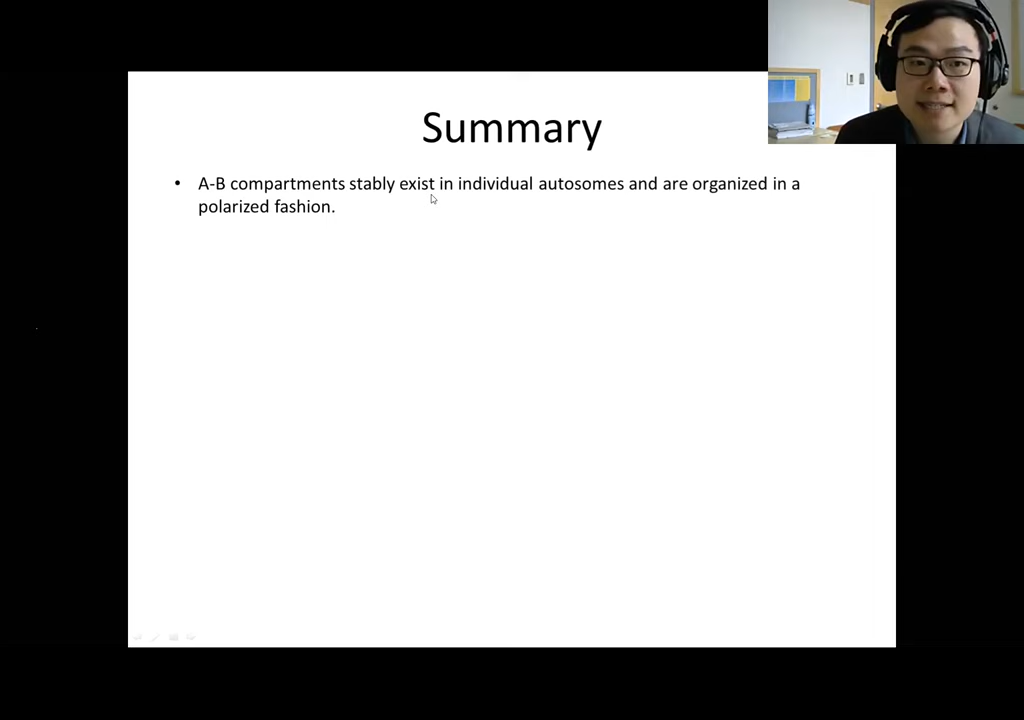 Summary
• A-B compartments stably exist in individual autosomes and are organized in a
polarized fashion.